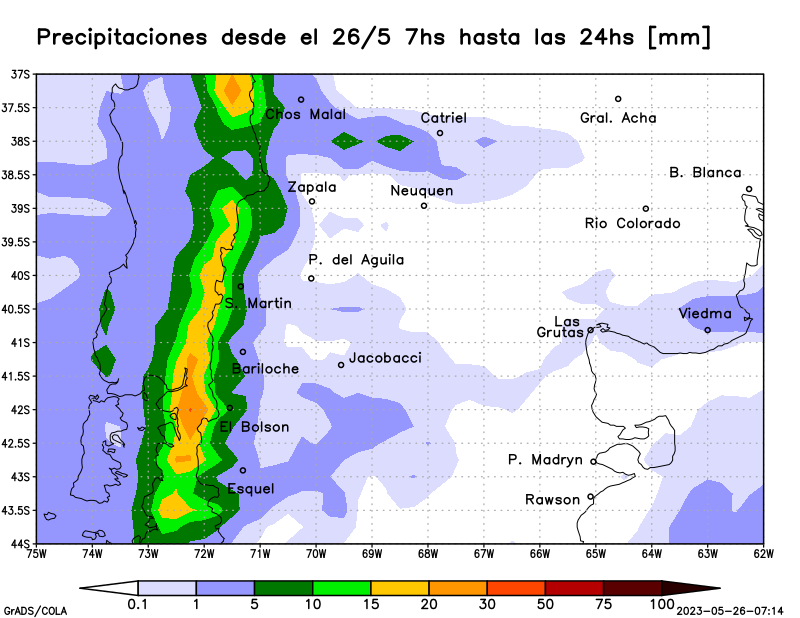 Precipitaciones desde el 26/5 7hs hasta las 24hs [mm]
37S
Chos Malal
Gral. Acha
37.5S
Catriel
38S
B. Blanca
38.5S
Zapala
Neuquen
39S
Rio Colorado
39.5S
P. del Aguila
40S
S. Martin
40.5S
Viedma
Las
Grutas
41S
Jacobacci
Bariloche
41.5S
42S
El Bolson
42.5S
P. Madryn
43S
Esquel
Rawson
43.5S
44S
75W 74W 73W 72W 71W 70W 69W 68W 67W 66W 65W 64W 63W 62W
0.1 1 5 10 15 20 30 50 75 100
GrADS/COLA
2023-05-26-07:14